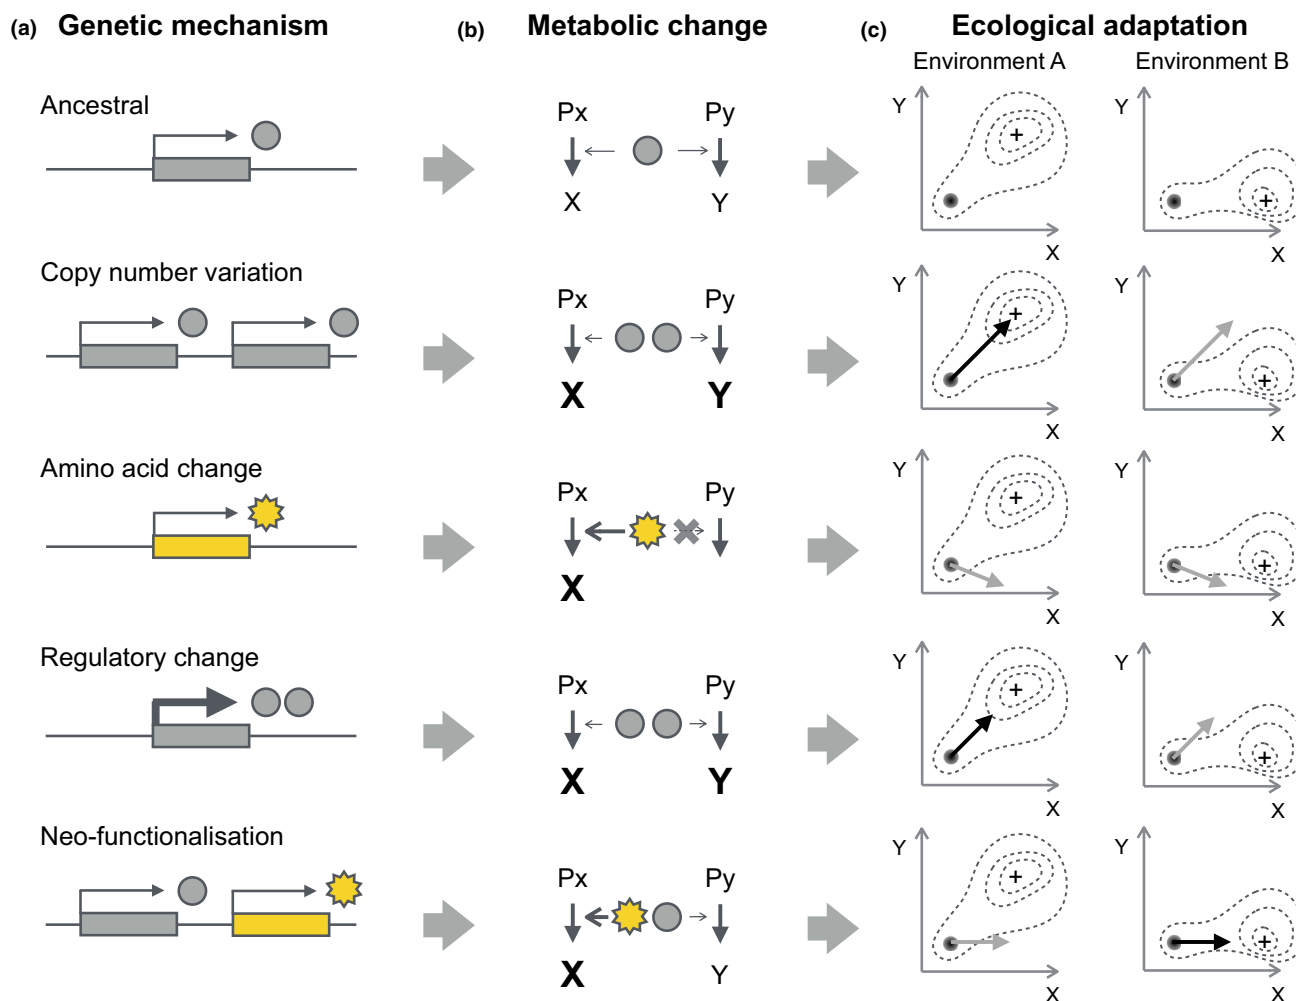 (a) Genetic mechanism (b) Metabolic change (c) Ecological adaptation
Environment A Environment B
Ancestral
Px Py
X Y
Y
+
X
Y
+
X
Copy number variation
Px Py
X Y
Y
+
X
Y
+
X
Amino acid change
Px Py
X
Y
+
X
Y
+
X
Regulatory change
Px Py
X Y
Y
+
X
Y
+
X
Neo-functionalisation
Px Py
X Y
Y
+
X
Y
+
X